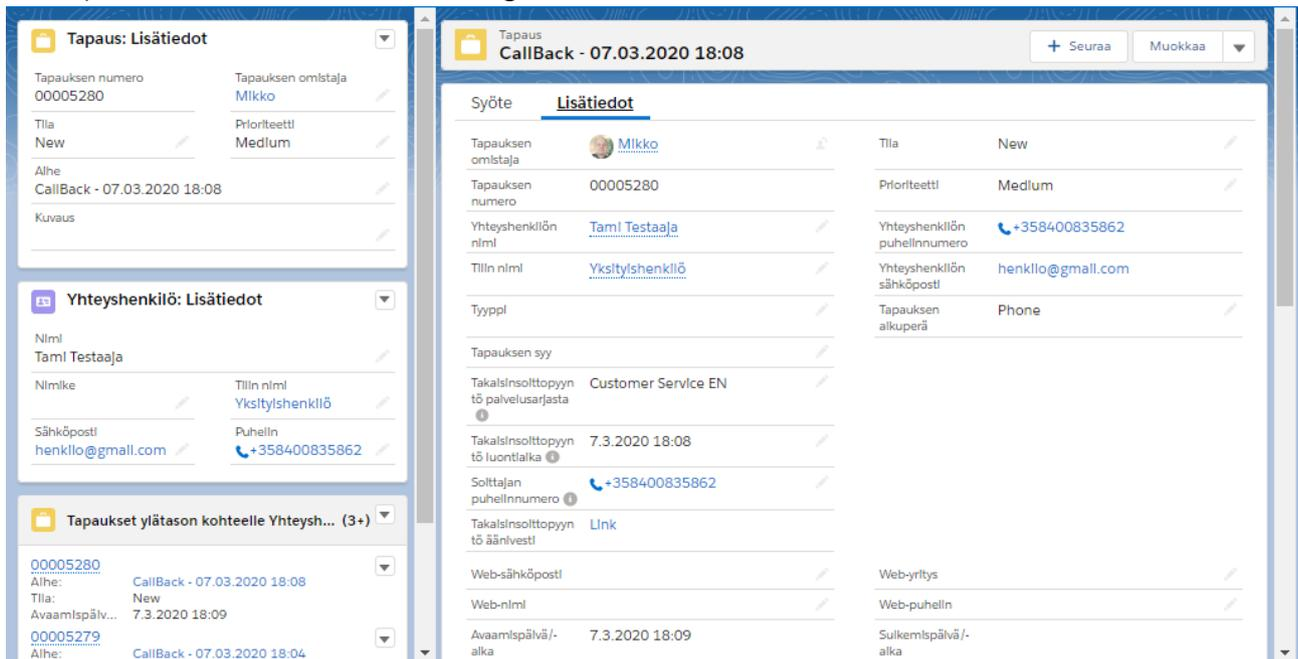 Tapaus: Lisätiedot
Tapauksen numero
00005280
Tapauksen omistaja
Mikko
Tila
New
Prioriteetti
Medium
Aihe
CallBack - 07.03.2020 18:08
Kuvaus
Yhteyshenkilö: Lisätiedot
Nimi
Tami Testaaja
Nimike
Tilin nimi
Yksityishenkilö
Sähköposti
henkilo@gmail.com
Puhelin
+358400835862
Tapaukset ylätason kohteelle Yhteysh... (3+)
00005280
Aihe: CallBack - 07.03.2020 18:08
Tila: New
Avaamispäiv... 7.3.2020 18:09
00005279
Aihe: CallBack - 07.03.2020 18:04
Tapaus
CallBack - 07.03.2020 18:08
+ Seuraa
Muokkaa
Syöte
Lisätiedot
Tapauksen
omistaja
Mikko
Tila
New
Tapauksen
numero
00005280
Prioriteetti
Medium
Yhteyshenkilön
nimi
Tami Testaaja
Yhteyshenkilön
puhelinnumero
+358400835862
Tilin nimi
Yksityishenkilö
Yhteyshenkilön
sähköposti
henkilo@gmail.com
Tyyppi
Tapauksen
alkuperä
Phone
Tapauksen syy
Takaisinsoittopyyn
tö palvelusarjasta
Customer Service EN
Takaisinsoittopyyn
tö luontiaika
7.3.2020 18:08
Soittajan
puhelinnumero
+358400835862
Takaisinsoittopyyn
tö ääniviesti
Link
Web-sähköposti
Web-yritys
Web-nimi
Web-puhelin
Avaamispäivä/-
aika
7.3.2020 18:09
Sulkemispäivä/-
aika